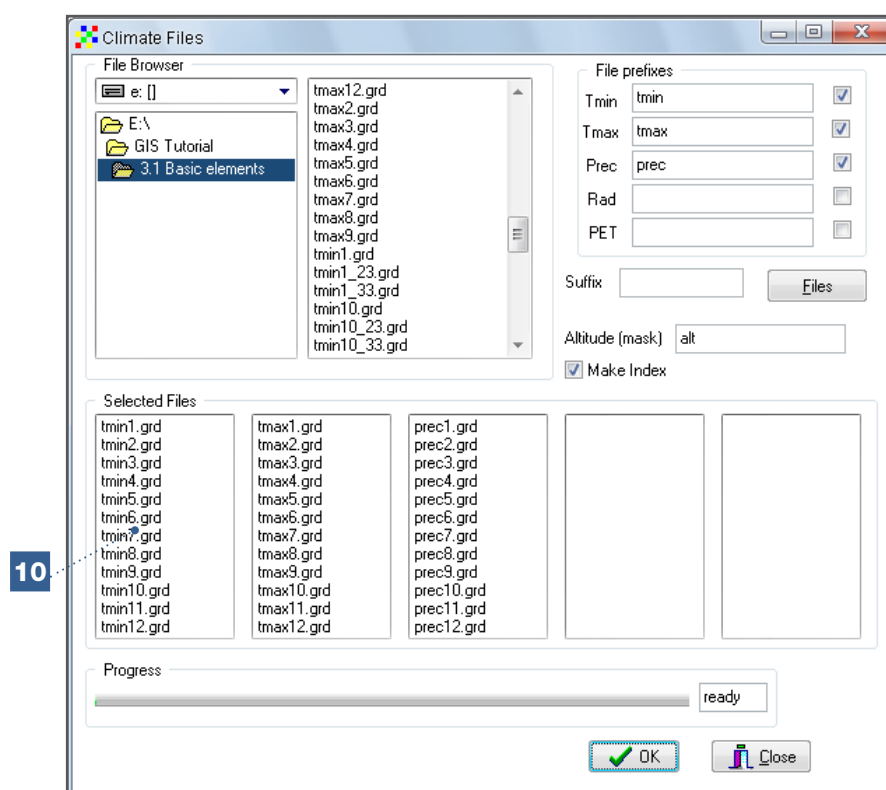 Climate Files
File Browser
e: []
E:\
GIS Tutorial
3.1 Basic elements
tmax12.grd
tmax2.grd
tmax3.grd
tmax4.grd
tmax5.grd
tmax6.grd
tmax7.grd
tmax8.grd
tmax9.grd
tmin1.grd
tmin1_23.grd
tmin1_33.grd
tmin10.grd
tmin10_23.grd
tmin10_33.grd
File prefixes
Tmin tmin
Tmax tmax
Prec prec
Rad
PET
Suffix
Files
Altitude (mask) alt
Make Index
Selected Files
tmin1.grd
tmin2.grd
tmin3.grd
tmin4.grd
tmin5.grd
tmin6.grd
tmin7.grd
tmin8.grd
tmin9.grd
tmin10.grd
tmin11.grd
tmin12.grd
tmax1.grd
tmax2.grd
tmax3.grd
tmax4.grd
tmax5.grd
tmax6.grd
tmax7.grd
tmax8.grd
tmax9.grd
tmax10.grd
tmax11.grd
tmax12.grd
prec1.grd
prec2.grd
prec3.grd
prec4.grd
prec5.grd
prec6.grd
prec7.grd
prec8.grd
prec9.grd
prec10.grd
prec11.grd
prec12.grd
10
Progress
ready
OK
Close